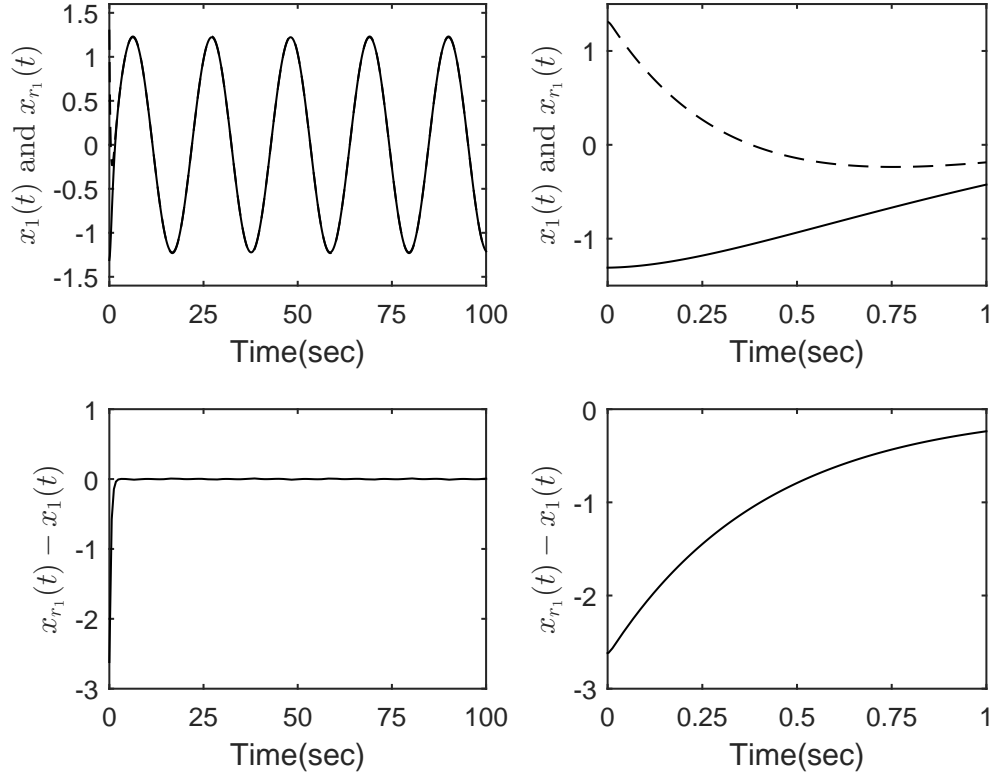 x_{r_1}(t) and x_1(t)
1.5
1
0.5
0
-0.5
-1
-1.5
0 25 50 75 100
Time(sec)
x_1(t) and x_{r_1}(t)
1
0
-1
0 0.25 0.5 0.75 1
Time(sec)
x_{r_1}(t) − x_1(t)
1
0
-1
-2
-3
0 25 50 75 100
Time(sec)
x_{r_1}(t) − x_1(t)
0
-1
-2
-3
0 0.25 0.5 0.75 1
Time(sec)